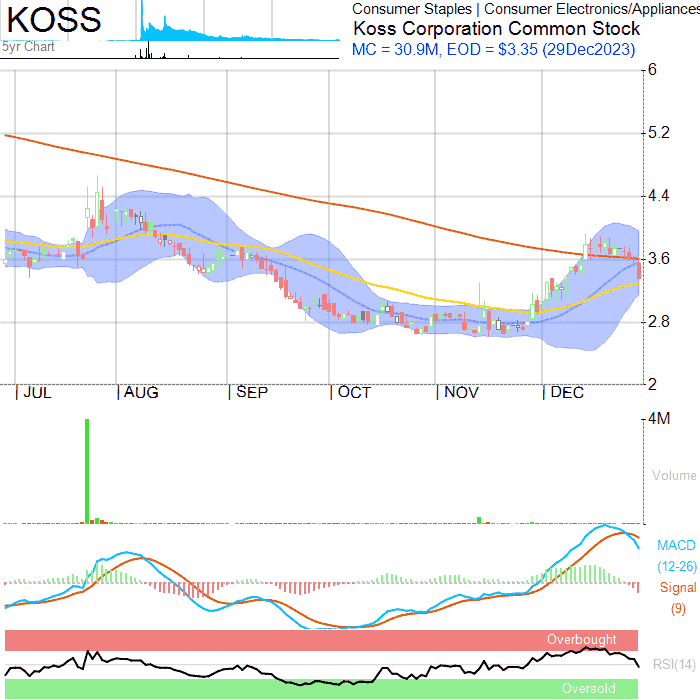 KOSS
5yr Chart
Consumer Staples | Consumer Electronics/Appliances
Koss Corporation Common Stock
MC = 30.9M, EOD = $3.35 (29Dec2023)
6
5.2
4.4
3.6
2.8
2
|JUL |AUG |SEP |OCT |NOV |DEC
4M
Volume
MACD
(12-26)
Signal
(9)
Overbought
RSI(14)
Oversold